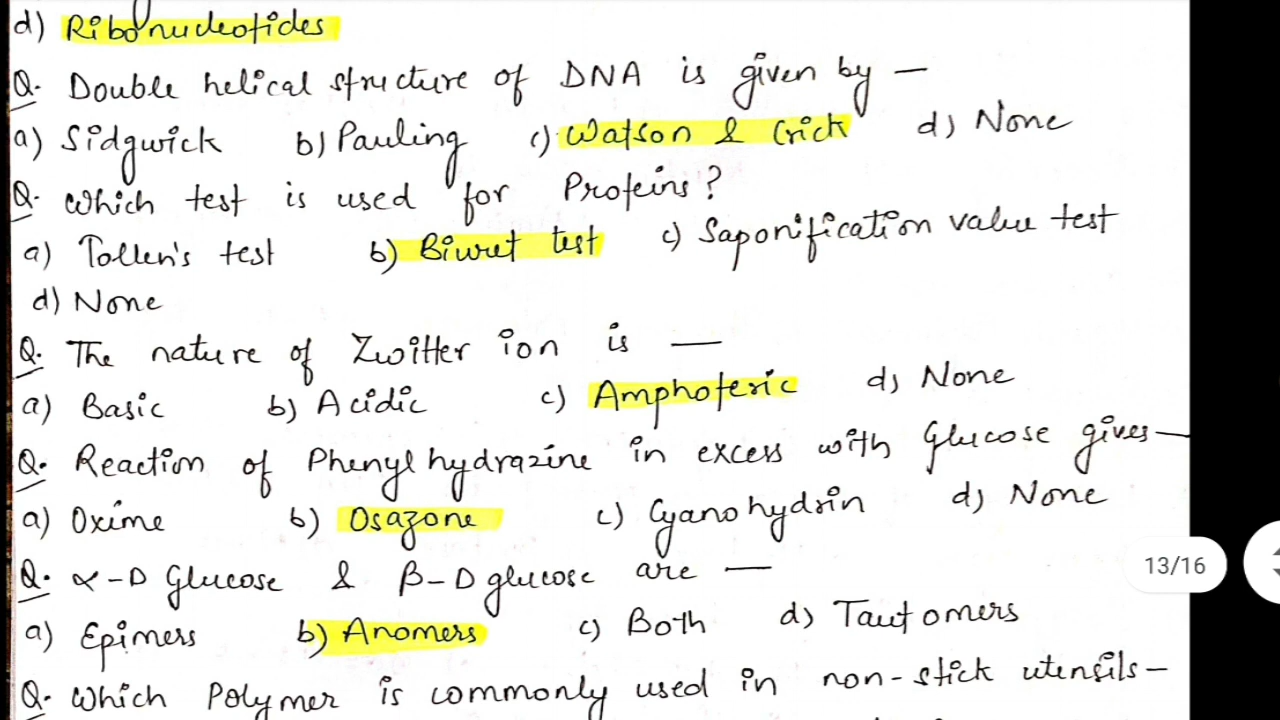 d) Ribonucleotides
Q. Double helical structure of DNA is given by —
a) Sidgwick b) Pauling c) Watson & Crick d) None
Q. Which test is used for Proteins?
a) Tollen's test b) Biuret test c) Saponification value test
d) None
Q. The nature of Zwitter ion is —
a) Basic b) Acidic c) Amphoteric d) None
Q. Reaction of Phenyl hydrazine in excess with Glucose gives —
a) Oxime b) Osazone c) Cyanohydrin d) None
13/16
Q. α-D Glucose & β-D glucose are —
a) Epimers b) Anomers c) Both d) Tautomers
Q. Which Polymer is commonly used in non-stick utensils —